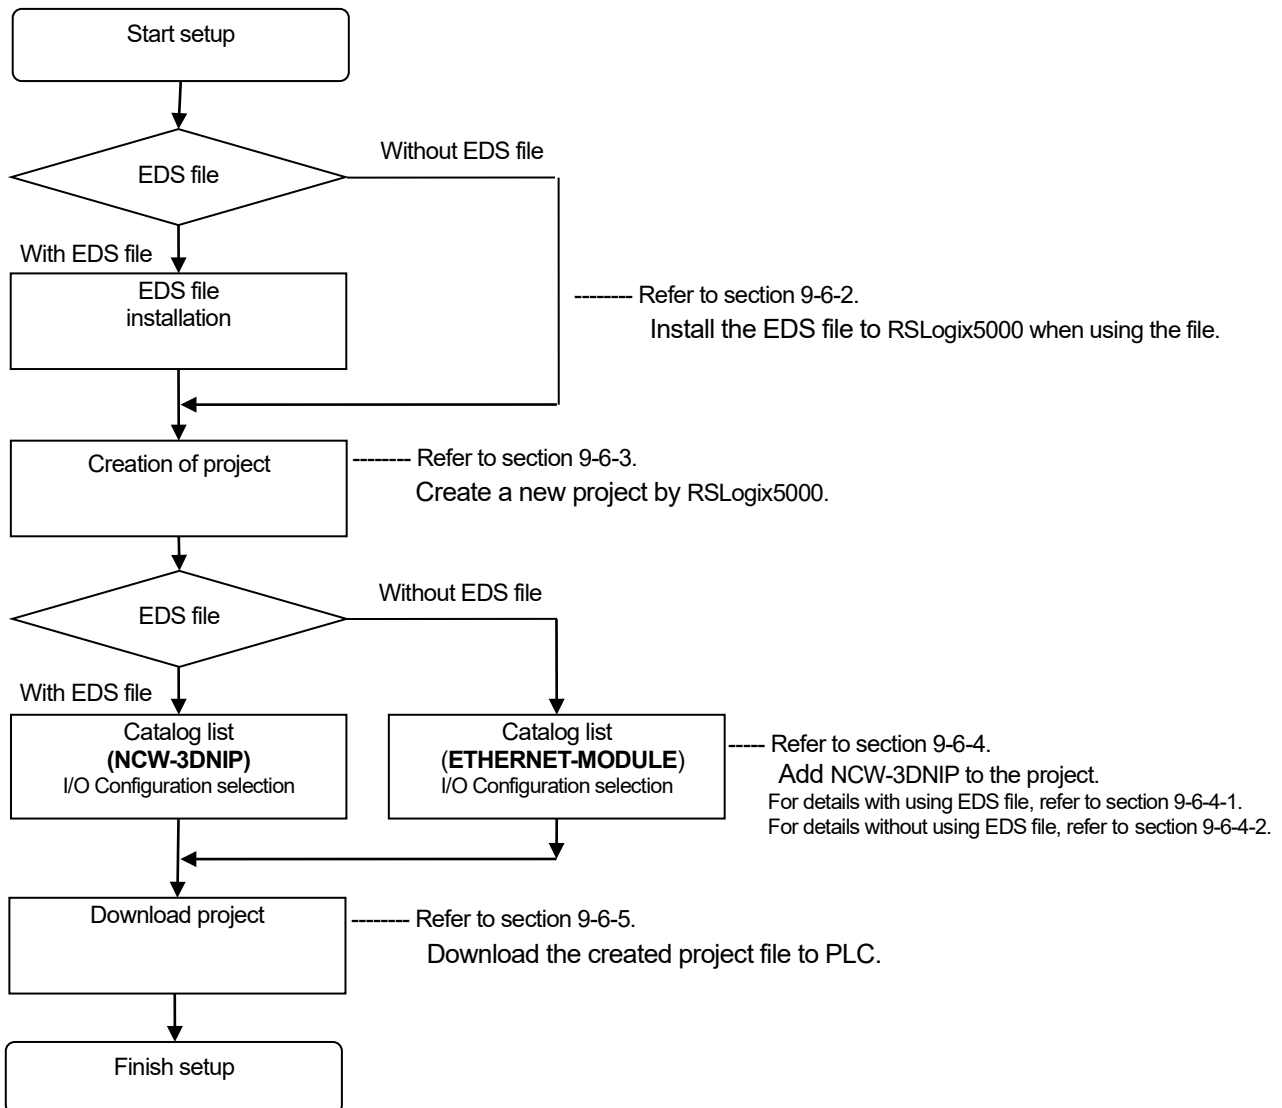 Start setup
Without EDS file
EDS file
With EDS file
EDS file
installation
-------- Refer to section 9-6-2.
Install the EDS file to RSLogix5000 when using the file.
Creation of project
-------- Refer to section 9-6-3.
Create a new project by RSLogix5000.
Without EDS file
EDS file
With EDS file
Catalog list
(NCW-3DNIP)
I/O Configuration selection
Catalog list
(ETHERNET-MODULE)
I/O Configuration selection
----- Refer to section 9-6-4.
Add NCW-3DNIP to the project.
For details with using EDS file, refer to section 9-6-4-1.
For details without using EDS file, refer to section 9-6-4-2.
Download project
-------- Refer to section 9-6-5.
Download the created project file to PLC.
Finish setup